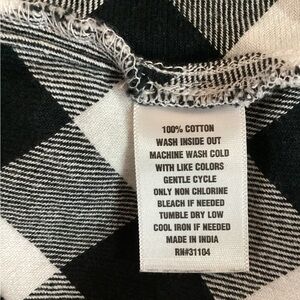 100% COTTON
WASH INSIDE OUT
MACHINE WASH COLD
WITH LIKE COLORS
GENTLE CYCLE
ONLY NON CHLORINE
BLEACH IF NEEDED
TUMBLE DRY LOW
COOL IRON IF NEEDED
MADE IN INDIA
RN#31104